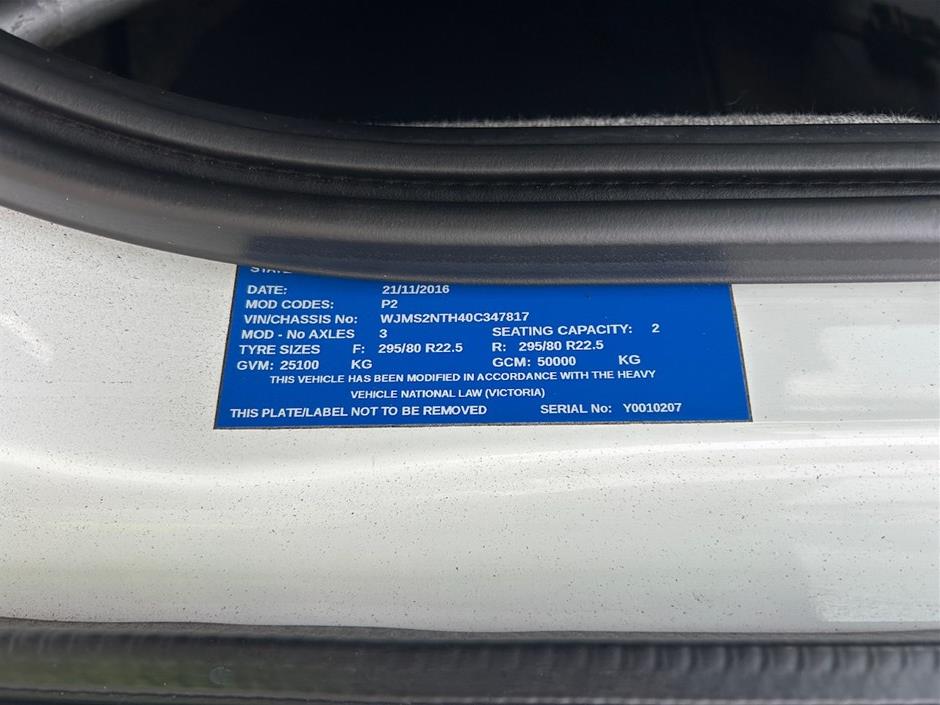 DATE: 21/11/2016
MOD CODES: P2
VIN/CHASSIS No: WJMS2NTH40C347817
MOD - No AXLES 3 SEATING CAPACITY: 2
TYRE SIZES F: 295/80 R22.5 R: 295/80 R22.5
GVM: 25100 KG GCM: 50000 KG
THIS VEHICLE HAS BEEN MODIFIED IN ACCORDANCE WITH THE HEAVY
VEHICLE NATIONAL LAW (VICTORIA)
THIS PLATE/LABEL NOT TO BE REMOVED SERIAL No: Y0010207